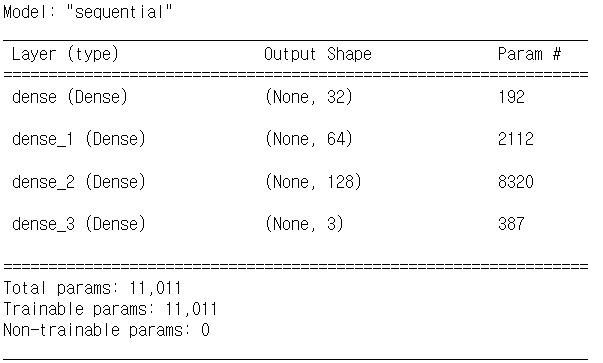 Model: "sequential"
_________________________________________________________________
Layer (type) Output Shape Param #
=================================================================
dense (Dense) (None, 32) 192
dense_1 (Dense) (None, 64) 2112
dense_2 (Dense) (None, 128) 8320
dense_3 (Dense) (None, 3) 387
=================================================================
Total params: 11,011
Trainable params: 11,011
Non-trainable params: 0
_________________________________________________________________